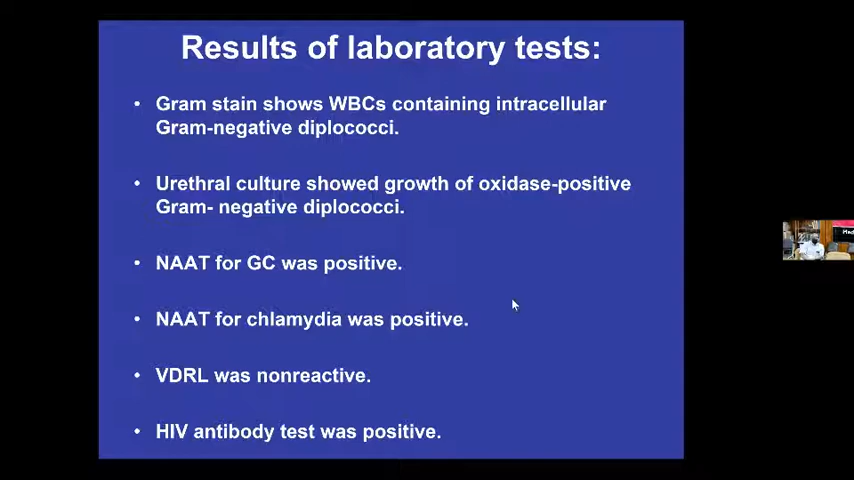 Results of laboratory tests:
• Gram stain shows WBCs containing intracellular
Gram-negative diplococci.
• Urethral culture showed growth of oxidase-positive
Gram- negative diplococci.
• NAAT for GC was positive.
• NAAT for chlamydia was positive.
• VDRL was nonreactive.
• HIV antibody test was positive.